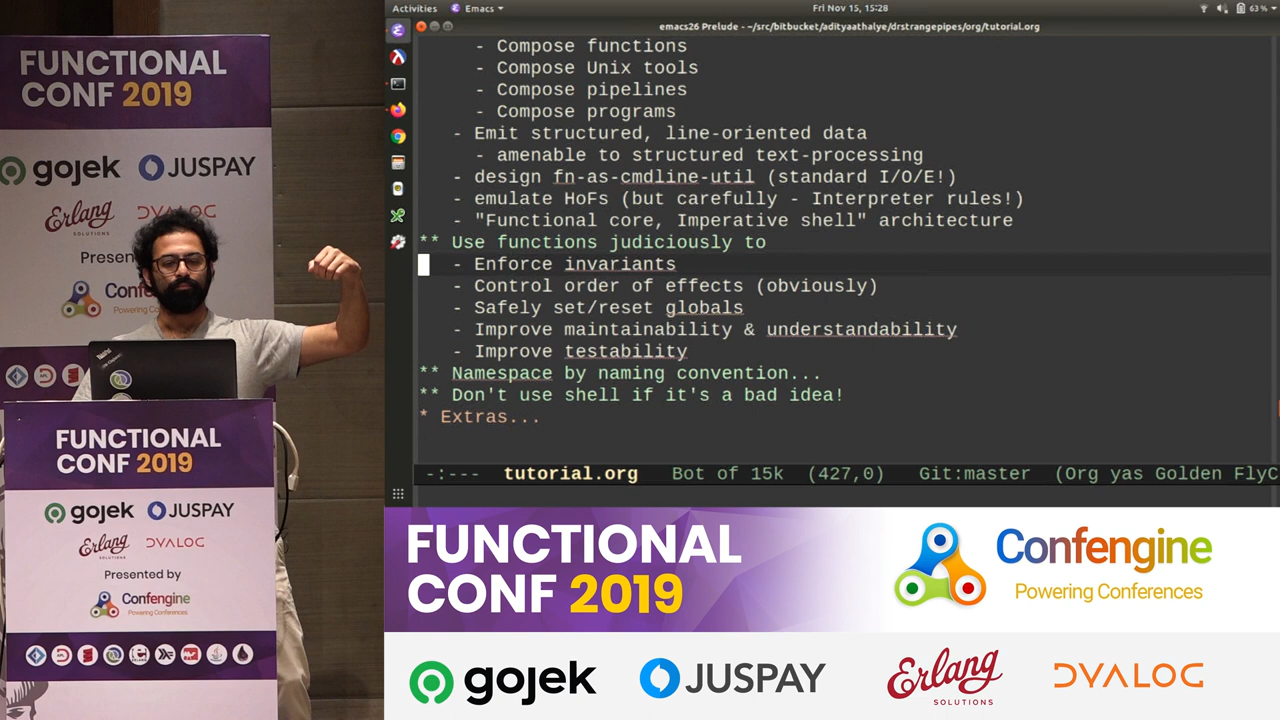 FUNCTIONAL
CONF 2019
gojek JUSPAY
Erlang
SOLUTIONS
DYALOG
Presen
Confe
Powering Co
FUNCTIONAL
CONF 2019
gojek JUSPAY
Erlang
SOLUTIONS
DYALOG
Presented by
Confengine
Powering Conferences
Activities Emacs Fri Nov 15, 15:28 63 %
emacs26 Prelude - ~/src/bitbucket/adityaathalye/drstrangepipes/org/tutorial.org
- Compose functions
- Compose Unix tools
- Compose pipelines
- Compose programs
- Emit structured, line-oriented data
- amenable to structured text-processing
- design fn-as-cmdline-util (standard I/O/E!)
- emulate HoFs (but carefully - Interpreter rules!)
- "Functional core, Imperative shell" architecture
** Use functions judiciously to
- Enforce invariants
- Control order of effects (obviously)
- Safely set/reset globals
- Improve maintainability & understandability
- Improve testability
** Namespace by naming convention...
** Don't use shell if it's a bad idea!
* Extras...
-:--- tutorial.org Bot of 15k (427,0) Git:master (Org yas Golden FlyC
FUNCTIONAL
CONF 2019
Confengine
Powering Conferences
gojek JUSPAY Erlang SOLUTIONS DYALOG